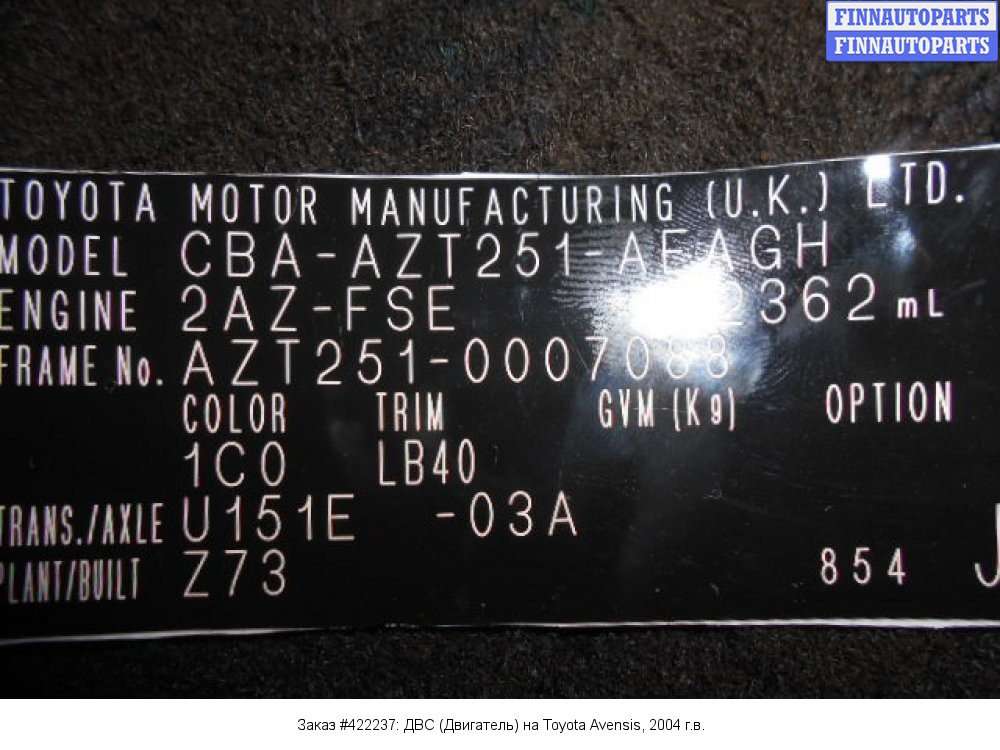 FINNAUTOPARTS
FINNAUTOPARTS
TOYOTA MOTOR MANUFACTURING (U.K.) LTD.
MODEL CBA-AZT251-AEAGH
ENGINE 2AZ-FSE 2362 mL
FRAME No. AZT251-0007088
COLOR TRIM GVM (Kg) OPTION
1C0 LB40
TRANS./AXLE U151E -03A
PLANT/BUILT Z73 854 J
Заказ #422237: ДВС (Двигатель) на Toyota Avensis, 2004 г.в.